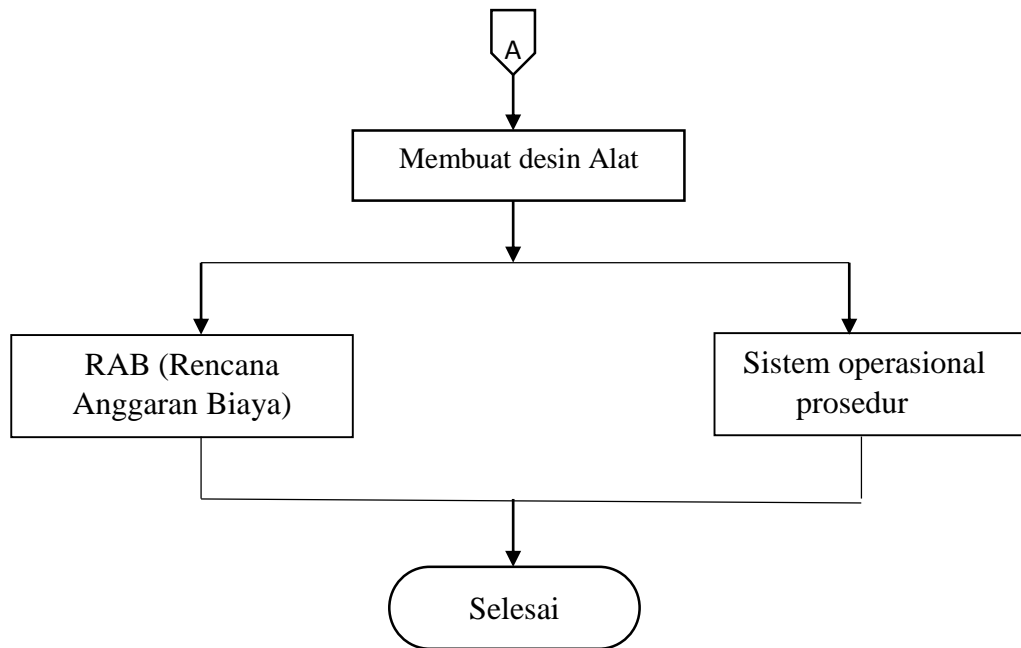 A
Membuat desin Alat
RAB (Rencana
Anggaran Biaya)
Sistem operasional
prosedur
Selesai